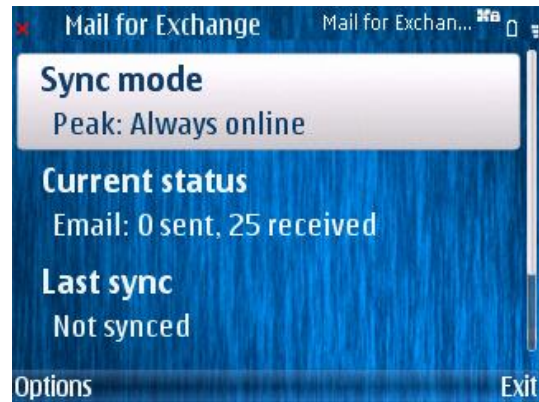 Mail for Exchange
Mail for Exchan...
Sync mode
Peak: Always online
Current status
Email: 0 sent, 25 received
Last sync
Not synced
Options
Exit